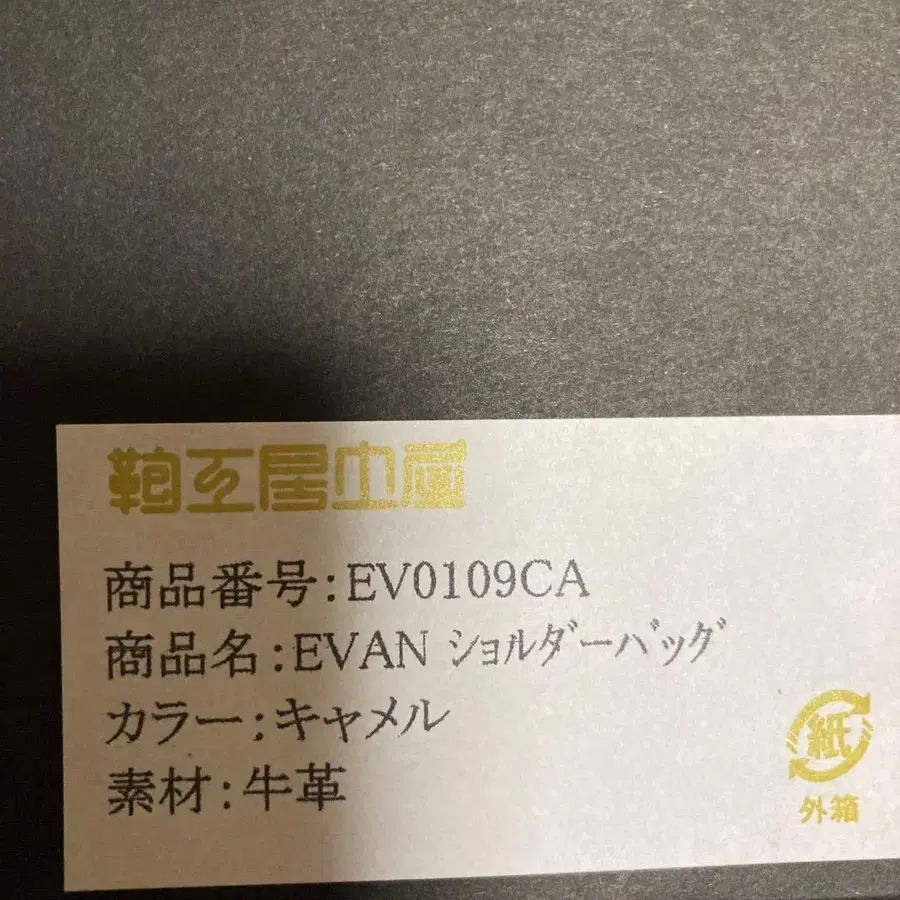 鞄工房山本
商品番号:EV0109CA
商品名:EVAN ショルダーバッグ
カラー:キャメル
素材:牛革
紙
外箱